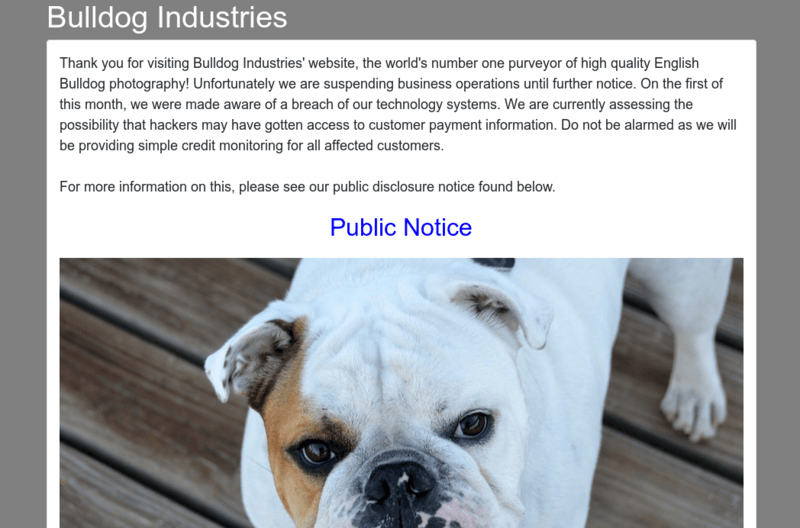 Bulldog Industries
Thank you for visiting Bulldog Industries' website, the world's number one purveyor of high quality English
Bulldog photography! Unfortunately we are suspending business operations until further notice. On the first of
this month, we were made aware of a breach of our technology systems. We are currently assessing the
possibility that hackers may have gotten access to customer payment information. Do not be alarmed as we will
be providing simple credit monitoring for all affected customers.
For more information on this, please see our public disclosure notice found below.
Public Notice